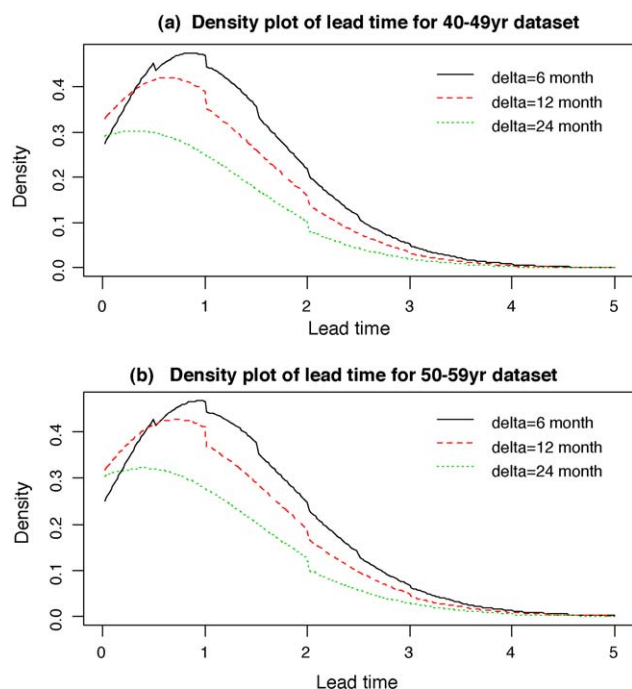 (a) Density plot of lead time for 40-49yr dataset
delta=6 month
delta=12 month
delta=24 month
Density
0.0
0.1
0.2
0.3
0.4
0 1 2 3 4 5
Lead time
(b) Density plot of lead time for 50-59yr dataset
delta=6 month
delta=12 month
delta=24 month
Density
0.0
0.1
0.2
0.3
0.4
0 1 2 3 4 5
Lead time